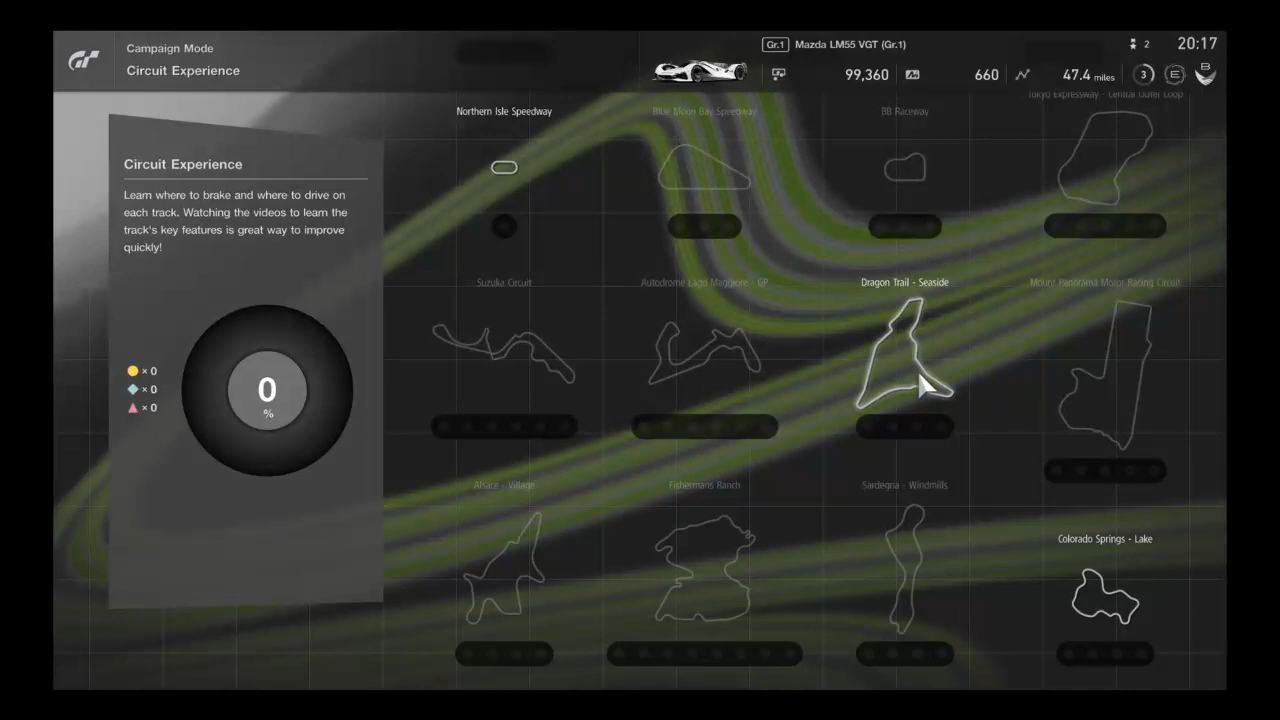 Campaign Mode
Circuit Experience
Gr.1 Mazda LM55 VGT (Gr.1)
2 20:17
99,360 660 47.4 miles 3 E B
Circuit Experience
Learn where to brake and where to drive on
each track. Watching the videos to learn the
track's key features is great way to improve
quickly!
× 0
× 0
× 0
0
%
Northern Isle Speedway
Blue Moon Bay Speedway
BB Raceway
Tokyo Expressway - Central Outer Loop
Suzuka Circuit
Autodrome Lago Maggiore - GP
Dragon Trail - Seaside
Mount Panorama Motor Racing Circuit
Alsace - Village
Fishermans Ranch
Sardegna - Windmills
Colorado Springs - Lake